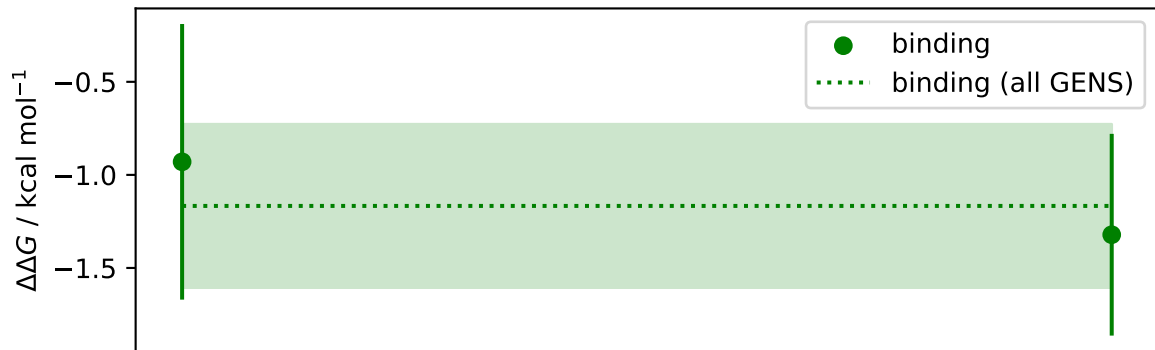 binding
binding (all GENS)
ΔΔG / kcal mol⁻¹
−0.5
−1.0
−1.5